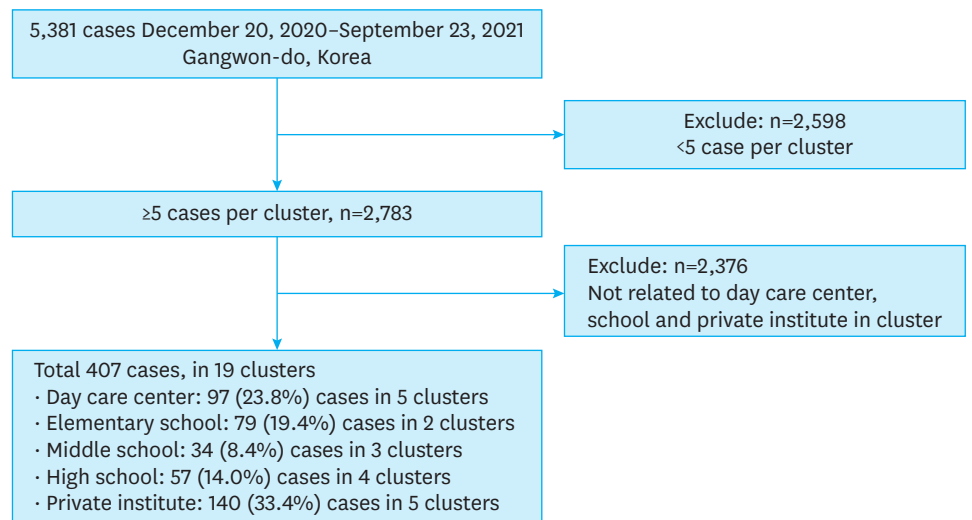 5,381 cases December 20, 2020–September 23, 2021
Gangwon-do, Korea
Exclude: n=2,598
<5 case per cluster
≥5 cases per cluster, n=2,783
Exclude: n=2,376
Not related to day care center,
school and private institute in cluster
Total 407 cases, in 19 clusters
· Day care center: 97 (23.8%) cases in 5 clusters
· Elementary school: 79 (19.4%) cases in 2 clusters
· Middle school: 34 (8.4%) cases in 3 clusters
· High school: 57 (14.0%) cases in 4 clusters
· Private institute: 140 (33.4%) cases in 5 clusters